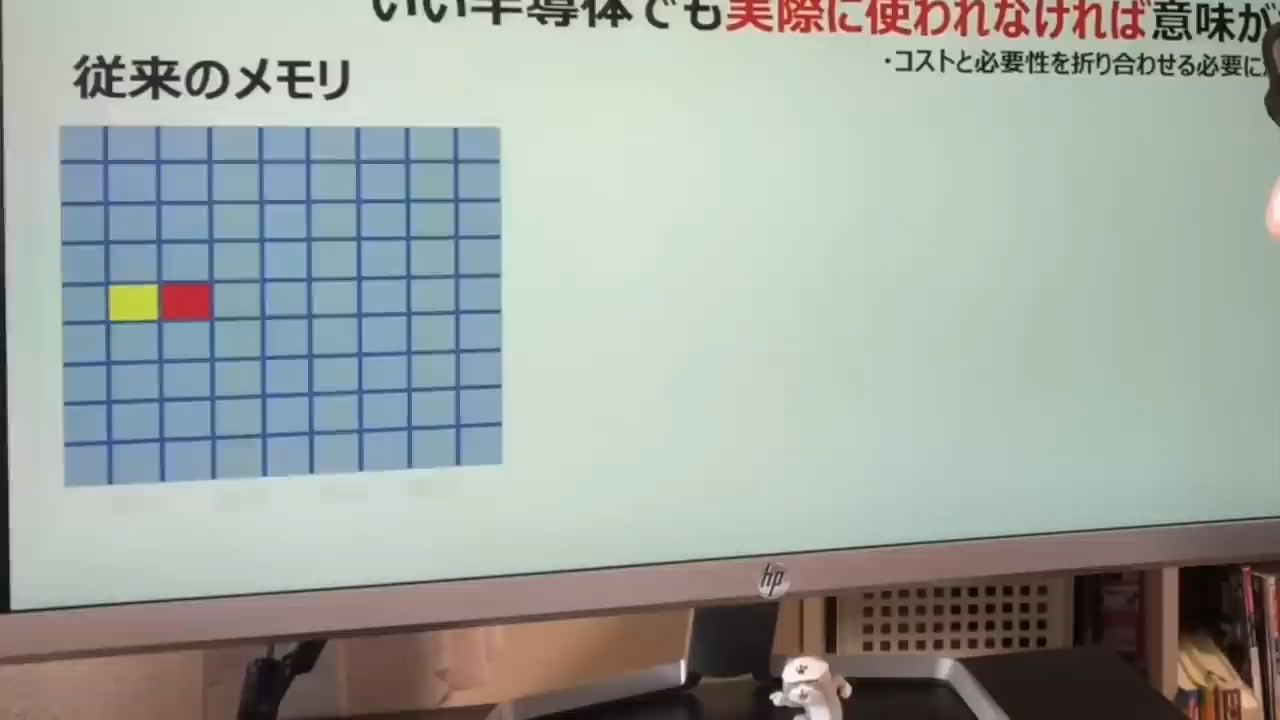 いい半導体でも実際に使われなければ意味が
・コストと必要性を折り合わせる必要に
従来のメモリ
hp